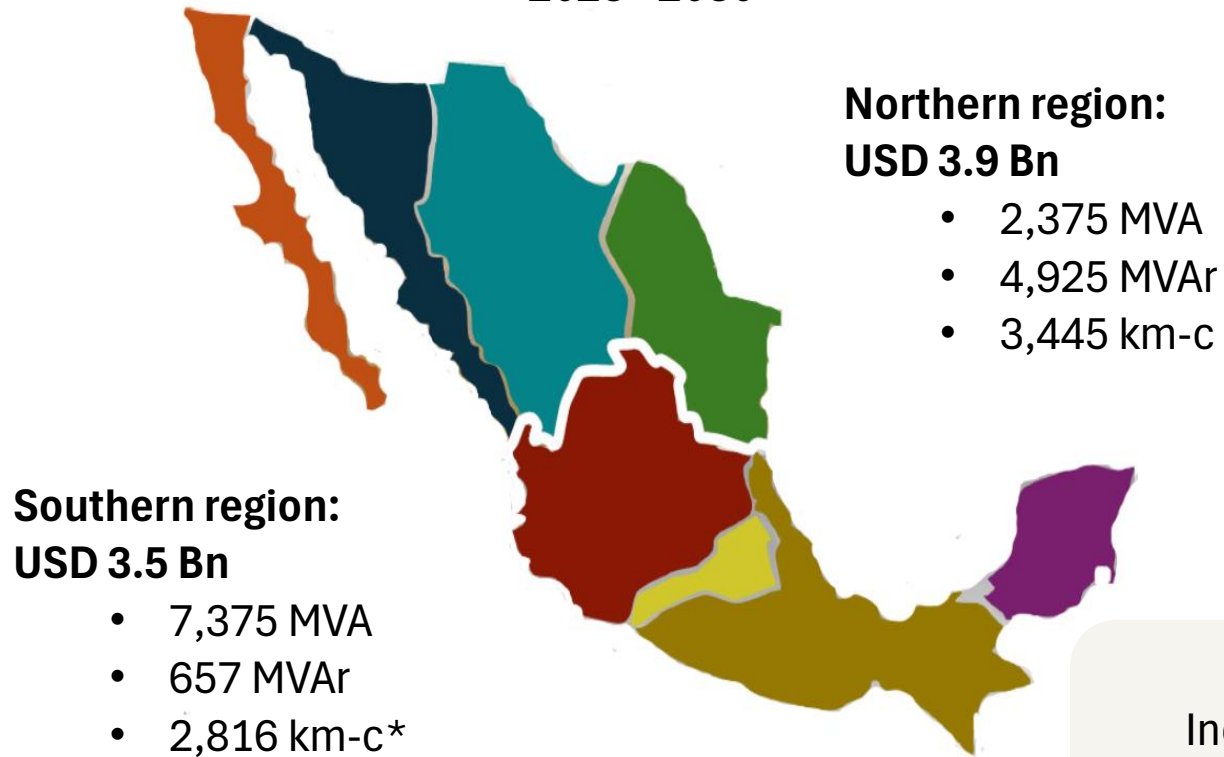 Northern region:
USD 3.9 Bn
• 2,375 MVA
• 4,925 MVAr
• 3,445 km-c
Southern region:
USD 3.5 Bn
• 7,375 MVA
• 657 MVAr
• 2,816 km-c*